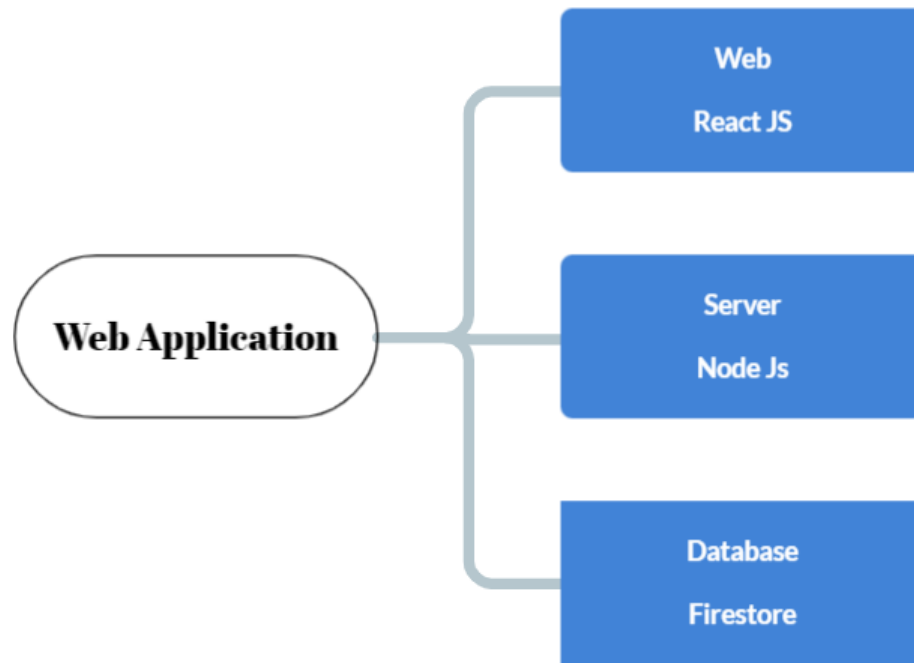 Web
React JS
Web Application
Server
Node Js
Database
Firestore